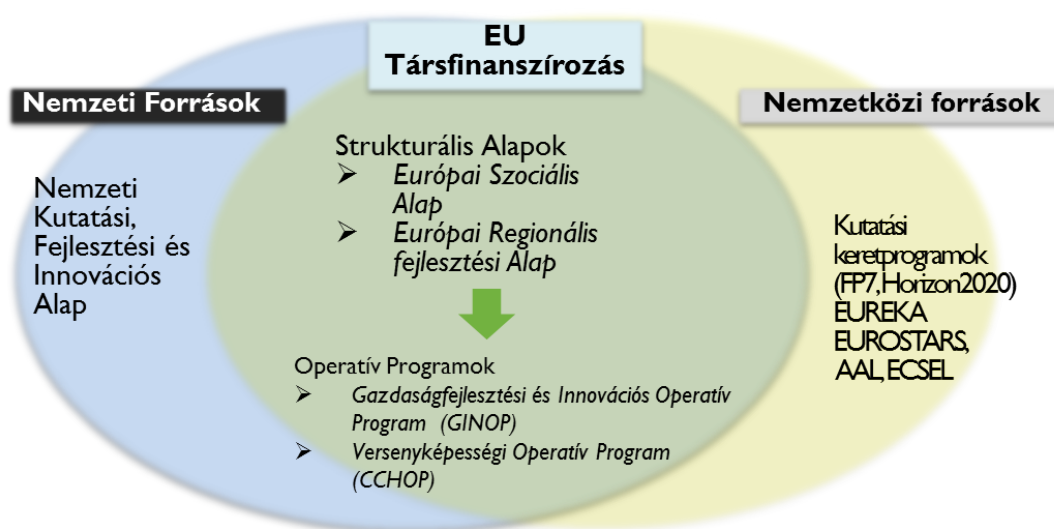 EU
Társfinanszírozás
Nemzeti Források
Nemzetközi források
Nemzeti
Kutatási,
Fejlesztési és
Innovációs
Alap
Strukturális Alapok
➢ Európai Szociális
Alap
➢ Európai Regionális
fejlesztési Alap
Operatív Programok
➢ Gazdaságfejlesztési és Innovációs Operatív
Program (GINOP)
➢ Versenyképességi Operatív Program
(CCHOP)
Kutatási
keretprogramok
(FP7, Horizon2020)
EUREKA
EUROSTARS,
AAL, ECSEL